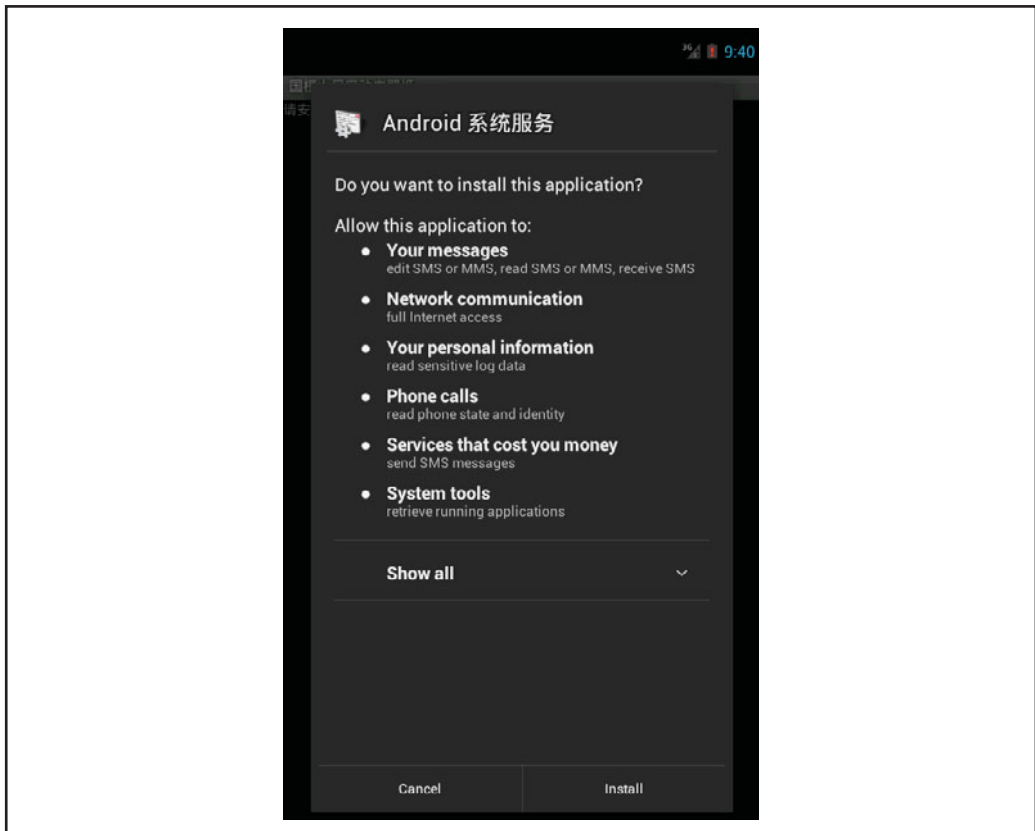 3G 9:40
请安
Android 系统服务
Do you want to install this application?
Allow this application to:
Your messages
edit SMS or MMS, read SMS or MMS, receive SMS
Network communication
full Internet access
Your personal information
read sensitive log data
Phone calls
read phone state and identity
Services that cost you money
send SMS messages
System tools
retrieve running applications
Show all
Cancel Install